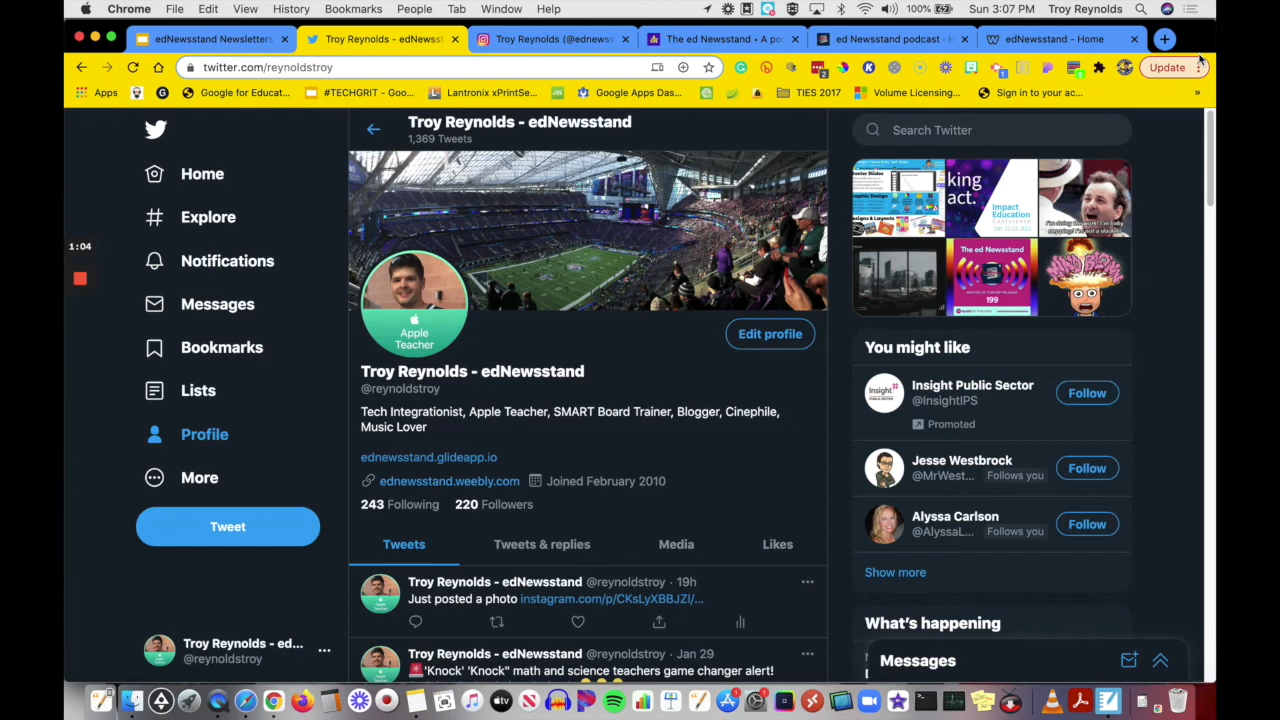 Chrome File Edit View History Bookmarks People Tab Window Help 100% Sun 3:07 PM Troy Reynolds
edNewsstand Newsletters Troy Reynolds - edNewsst Troy Reynolds (@ednewss The ed Newsstand • A po ed Newsstand podcast - H edNewsstand - Home
twitter.com/reynoldstroy Update
Apps Google for Educat... #TECHGRIT - Goo... Lantronix xPrintSe... Google Apps Das... TIES 2017 Volume Licensing... Sign in to your ac... »
Troy Reynolds - edNewsstand
1,369 Tweets
Search Twitter
Home
Explore
Notifications
Messages
Bookmarks
Lists
Profile
More
Tweet
1:04
Apple
Teacher
Edit profile
Troy Reynolds - edNewsstand
@reynoldstroy
Tech Integrationist, Apple Teacher, SMART Board Trainer, Blogger, Cinephile,
Music Lover
ednewsstand.glideapp.io
ednewsstand.weebly.com Joined February 2010
243 Following 220 Followers
Tweets Tweets & replies Media Likes
Troy Reynolds - edNewsstand @reynoldstroy · 19h
Just posted a photo instagram.com/p/CKsLyXBBJZI/...
Troy Reynolds - edNewsstand @reynoldstroy · Jan 29
'Knock' 'Knock" math and science teachers game changer alert!
king
act.
Impact
Education
Conference
The ed Newsstand
199
You might like
Insight Public Sector
@InsightIPS
Promoted
Follow
Jesse Westbrock
@MrWest... Follows you
Follow
Alyssa Carlson
@AlyssaL... Follows you
Follow
Show more
What's happening
Messages
Troy Reynolds - ed...
@reynoldstroy